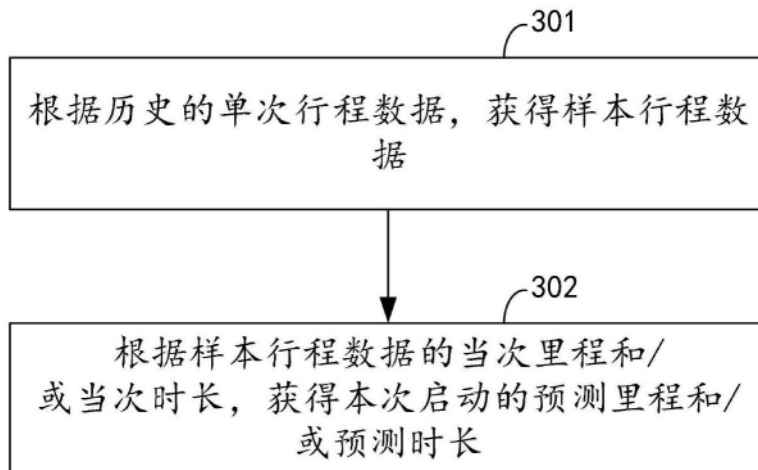 301
根据历史的单次行程数据，获得样本行程数
据
302
根据样本行程数据的当次里程和/
或当次时长，获得本次启动的预测里程和/
或预测时长